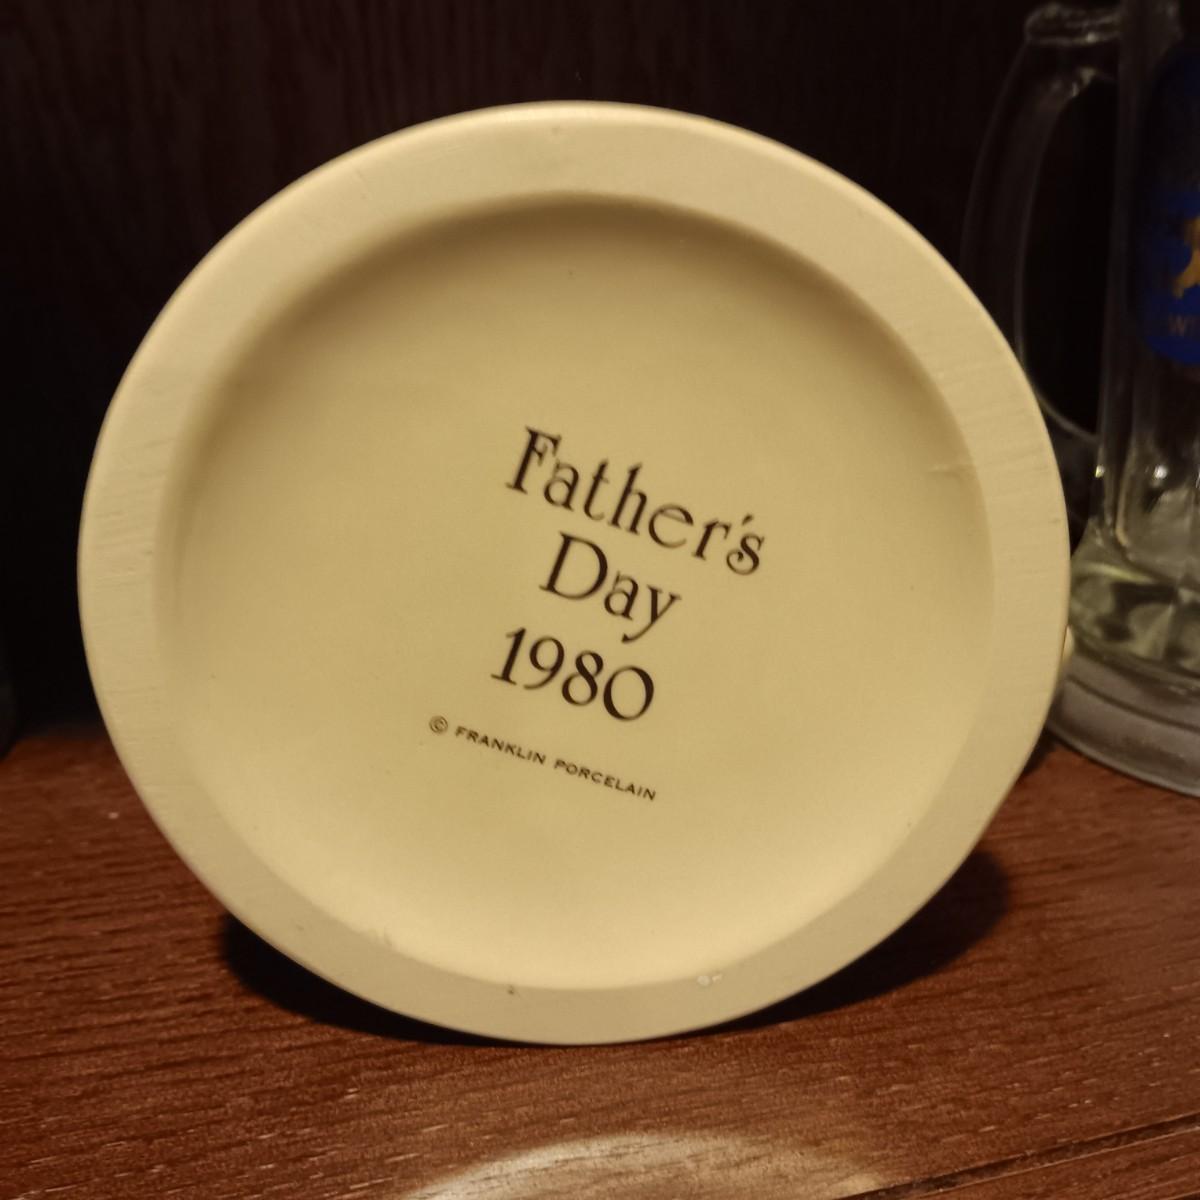 Father's
Day
1980
© FRANKLIN PORCELAIN